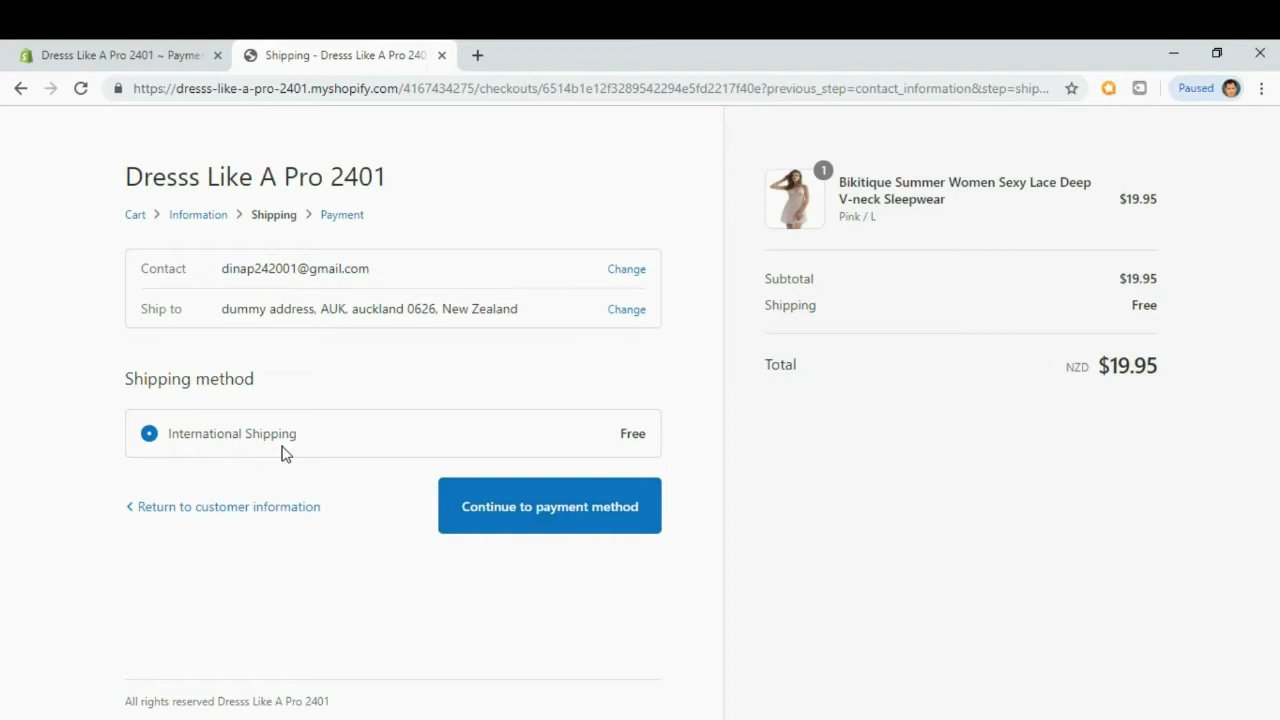 Dresss Like A Pro 2401 ~ Payme
Shipping - Dresss Like A Pro 240
https://dresss-like-a-pro-2401.myshopify.com/4167434275/checkouts/6514b1e12f3289542294e5fd2217f40e?previous_step=contact_information&step=ship...
Paused
Dresss Like A Pro 2401
Cart > Information > Shipping > Payment
Contact dinap242001@gmail.com Change
Ship to dummy address, AUK, auckland 0626, New Zealand Change
Shipping method
International Shipping Free
Return to customer information
Continue to payment method
All rights reserved Dresss Like A Pro 2401
1
Bikitique Summer Women Sexy Lace Deep
V-neck Sleepwear $19.95
Pink / L
Subtotal $19.95
Shipping Free
Total NZD $19.95